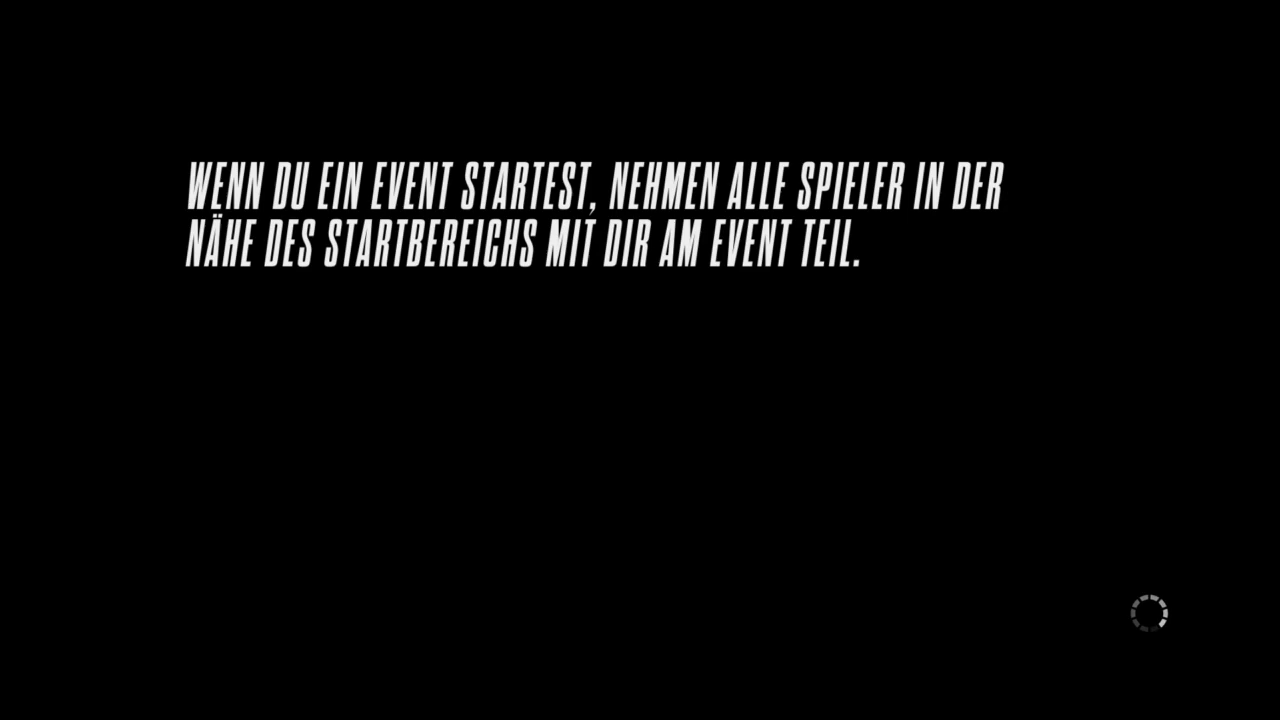 WENN DU EIN EVENT STARTEST, NEHMEN ALLE SPIELER IN DER
NÄHE DES STARTBEREICHS MIT DIR AM EVENT TEIL.